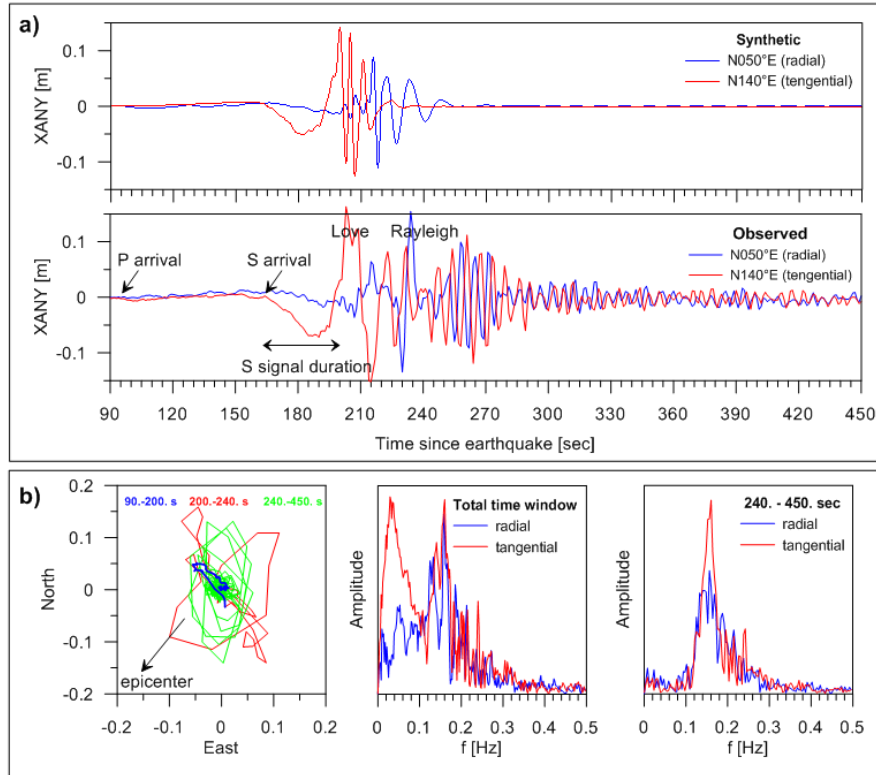 a)
0.1
0
-0.1
XANY [m]
Synthetic
N050°E (radial)
N140°E (tengential)
0.1
0
-0.1
XANY [m]
P arrival
S arrival
Love
Rayleigh
S signal duration
Observed
N050°E (radial)
N140°E (tengential)
90 120 150 180 210 240 270 300 330 360 390 420 450
Time since earthquake [sec]
b)
0.2
0.1
0
-0.1
-0.2
North
90.-200. s 200.-240. s 240.-450. s
epicenter
-0.2 -0.1 0 0.1 0.2
East
Amplitude
Total time window
radial
tangential
0 0.1 0.2 0.3 0.4 0.5
f [Hz]
Amplitude
240. - 450. sec
radial
tangential
0 0.1 0.2 0.3 0.4 0.5
f [Hz]